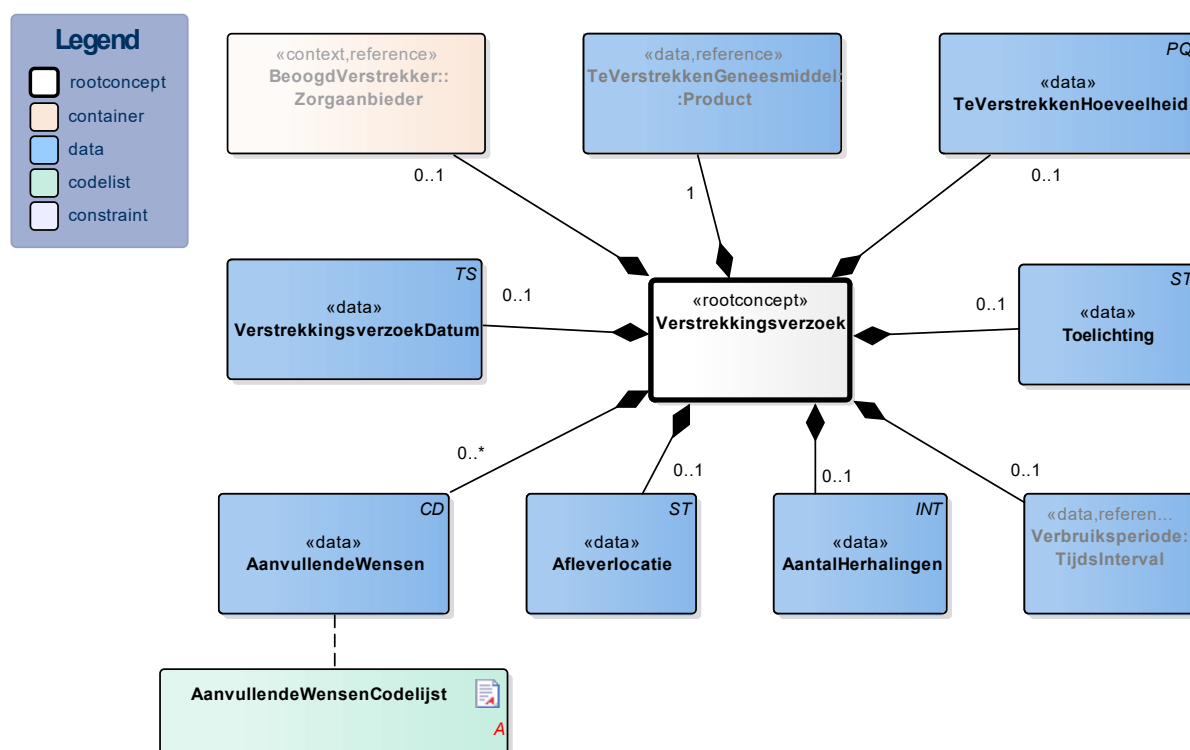 Legend
rootconcept
container
data
codelist
constraint
«context,reference»
BeoogdVerstrekker::
Zorgaanbieder
«data,reference»
TeVerstrekkenGeneesmiddel:
:Product
PQ
«data»
TeVerstrekkenHoeveelheid
0..1
1
0..1
TS
«data»
VerstrekkingsverzoekDatum
0..1
«rootconcept»
Verstrekkingsverzoek
0..1
ST
«data»
Toelichting
0..*
0..1
0..1
0..1
CD
«data»
AanvullendeWensen
ST
«data»
Afleverlocatie
INT
«data»
AantalHerhalingen
«data,referen...
Verbruiksperiode:
TijdsInterval
AanvullendeWensenCodelijst
A